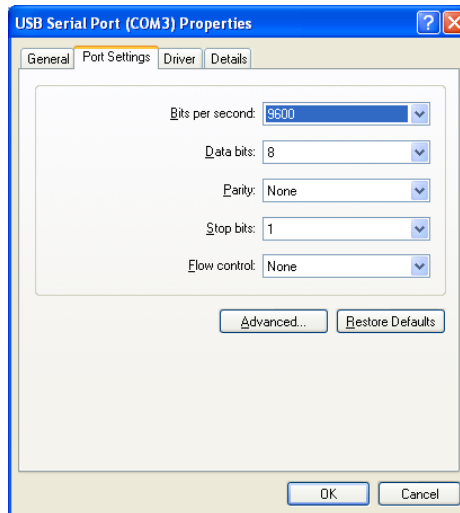 USB Serial Port (COM3) Properties
General Port Settings Driver Details
Bits per second: 9600
Data bits: 8
Parity: None
Stop bits: 1
Flow control: None
Advanced... Restore Defaults
OK Cancel